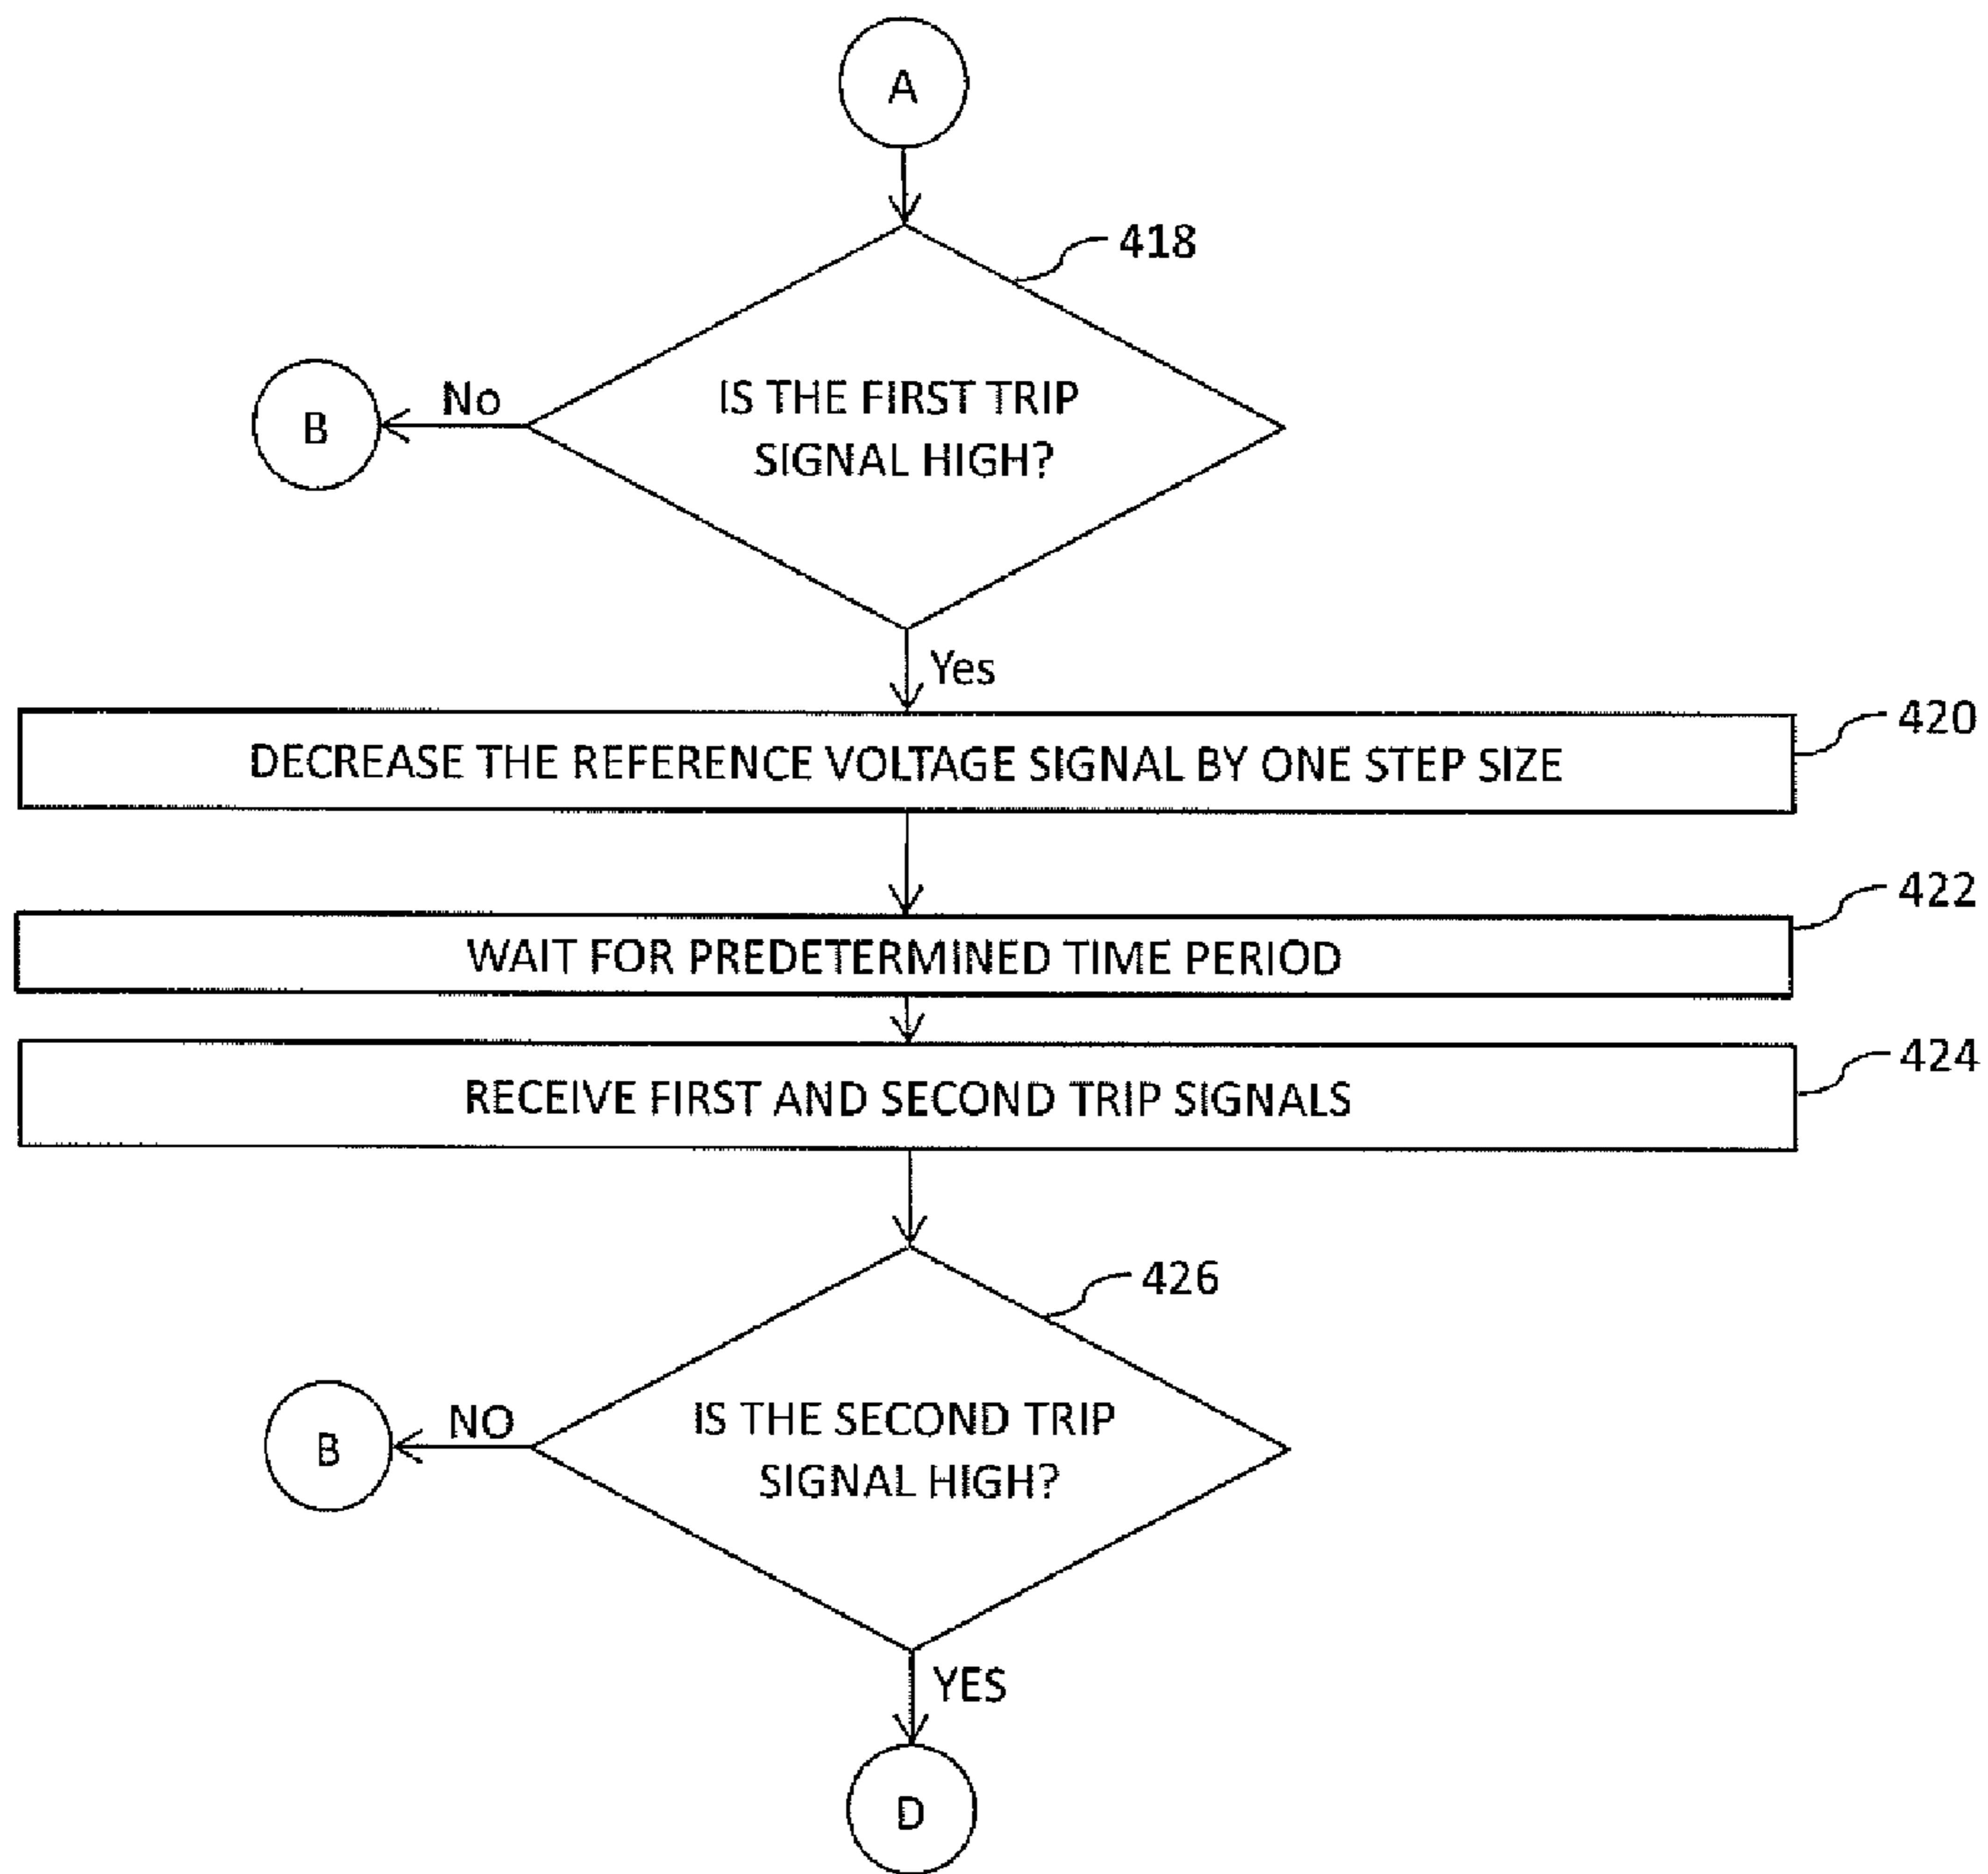 A
418
IS THE FIRST TRIP
SIGNAL HIGH?
No
B
Yes
420
DECREASE THE REFERENCE VOLTAGE SIGNAL BY ONE STEP SIZE
422
WAIT FOR PREDETERMINED TIME PERIOD
424
RECEIVE FIRST AND SECOND TRIP SIGNALS
426
IS THE SECOND TRIP
SIGNAL HIGH?
NO
B
YES
D